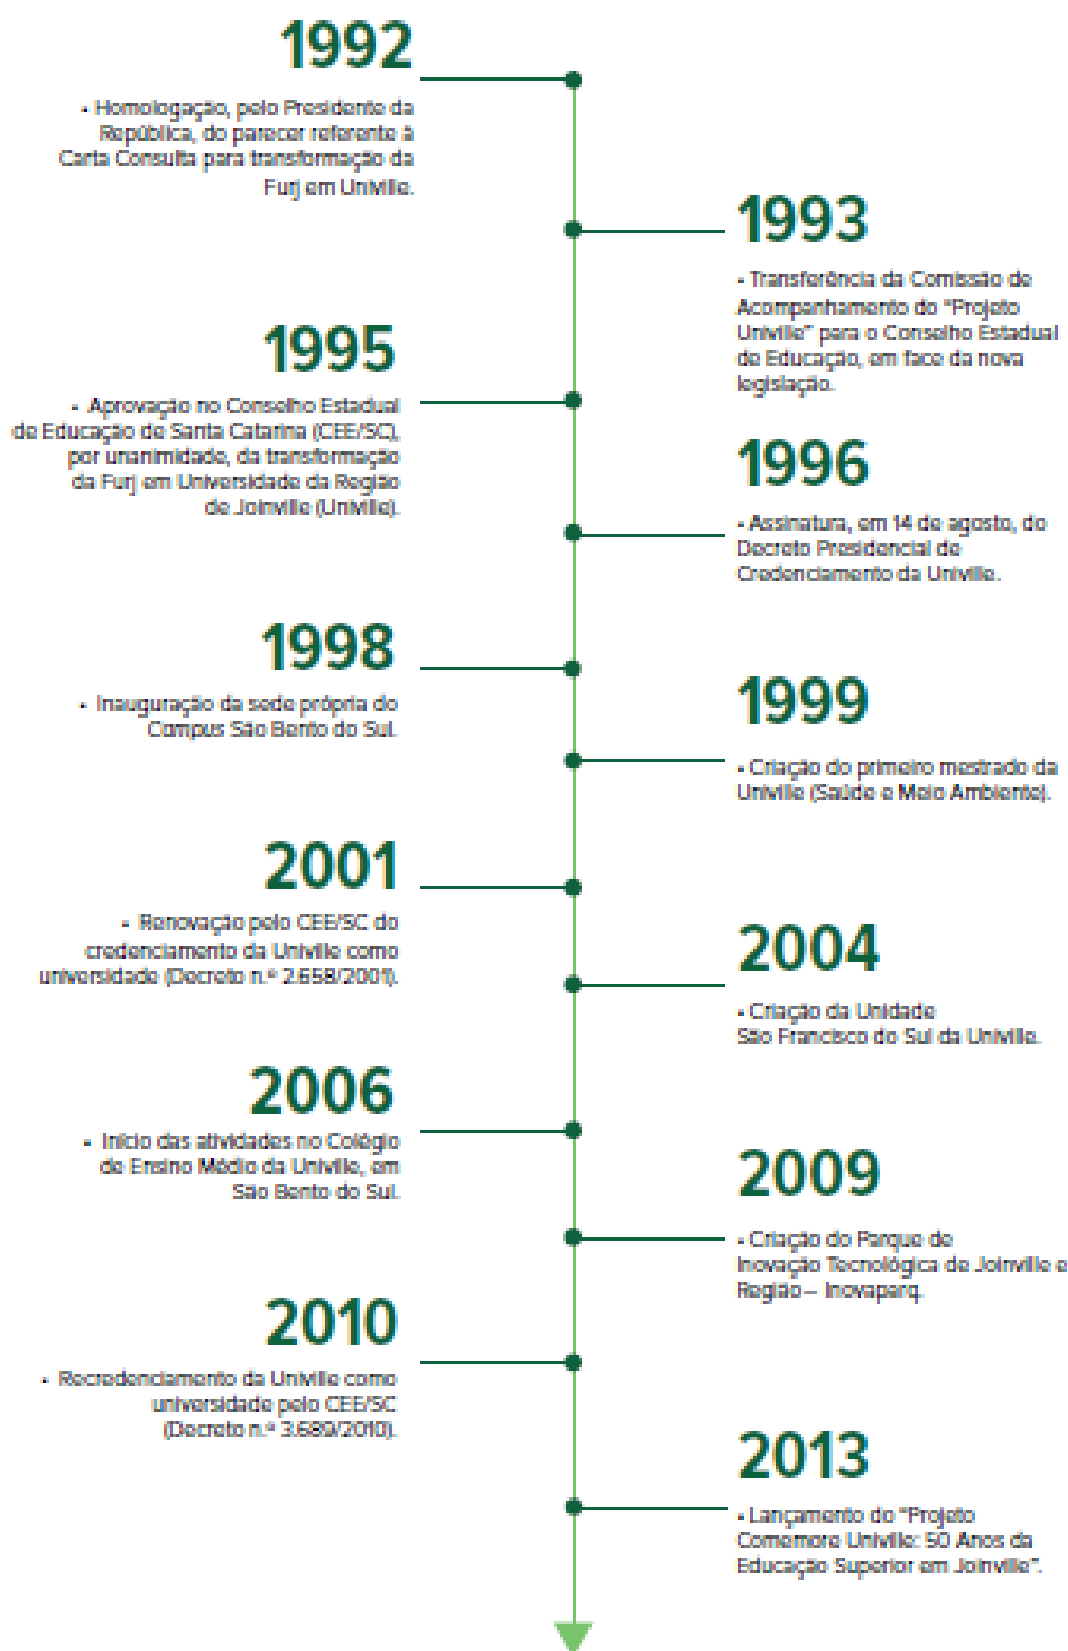 1992
• Homologação, pelo Presidente da
República, do parecer referente à
Carta Consulta para transformação da
Furj em Univille.
1993
• Transferência da Comissão de
Acompanhamento do “Projeto
Univille” para o Conselho Estadual
de Educação, em face da nova
legislação.
1995
• Aprovação no Conselho Estadual
de Educação de Santa Catarina (CEE/SC),
por unanimidade, da transformação
da Furj em Universidade da Região
de Joinville (Univille).
1996
• Assinatura, em 14 de agosto, do
Decreto Presidencial de
Credenciamento da Univille.
1998
• Inauguração da sede própria do
Campus São Bento do Sul.
1999
• Criação do primeiro mestrado da
Univille (Saúde e Meio Ambiente).
2001
• Renovação pelo CEE/SC do
credenciamento da Univille como
universidade (Decreto n.º 2.658/2001).
2004
• Criação da Unidade
São Francisco do Sul da Univille.
2006
• Início das atividades no Colégio
de Ensino Médio da Univille, em
São Bento do Sul.
2009
• Criação do Parque de
Inovação Tecnológica de Joinville e
Região – Inovaparq.
2010
• Recredenciamento da Univille como
universidade pelo CEE/SC
(Decreto n.º 3.689/2010).
2013
• Lançamento do “Projeto
Comemore Univille: 50 Anos da
Educação Superior em Joinville”.